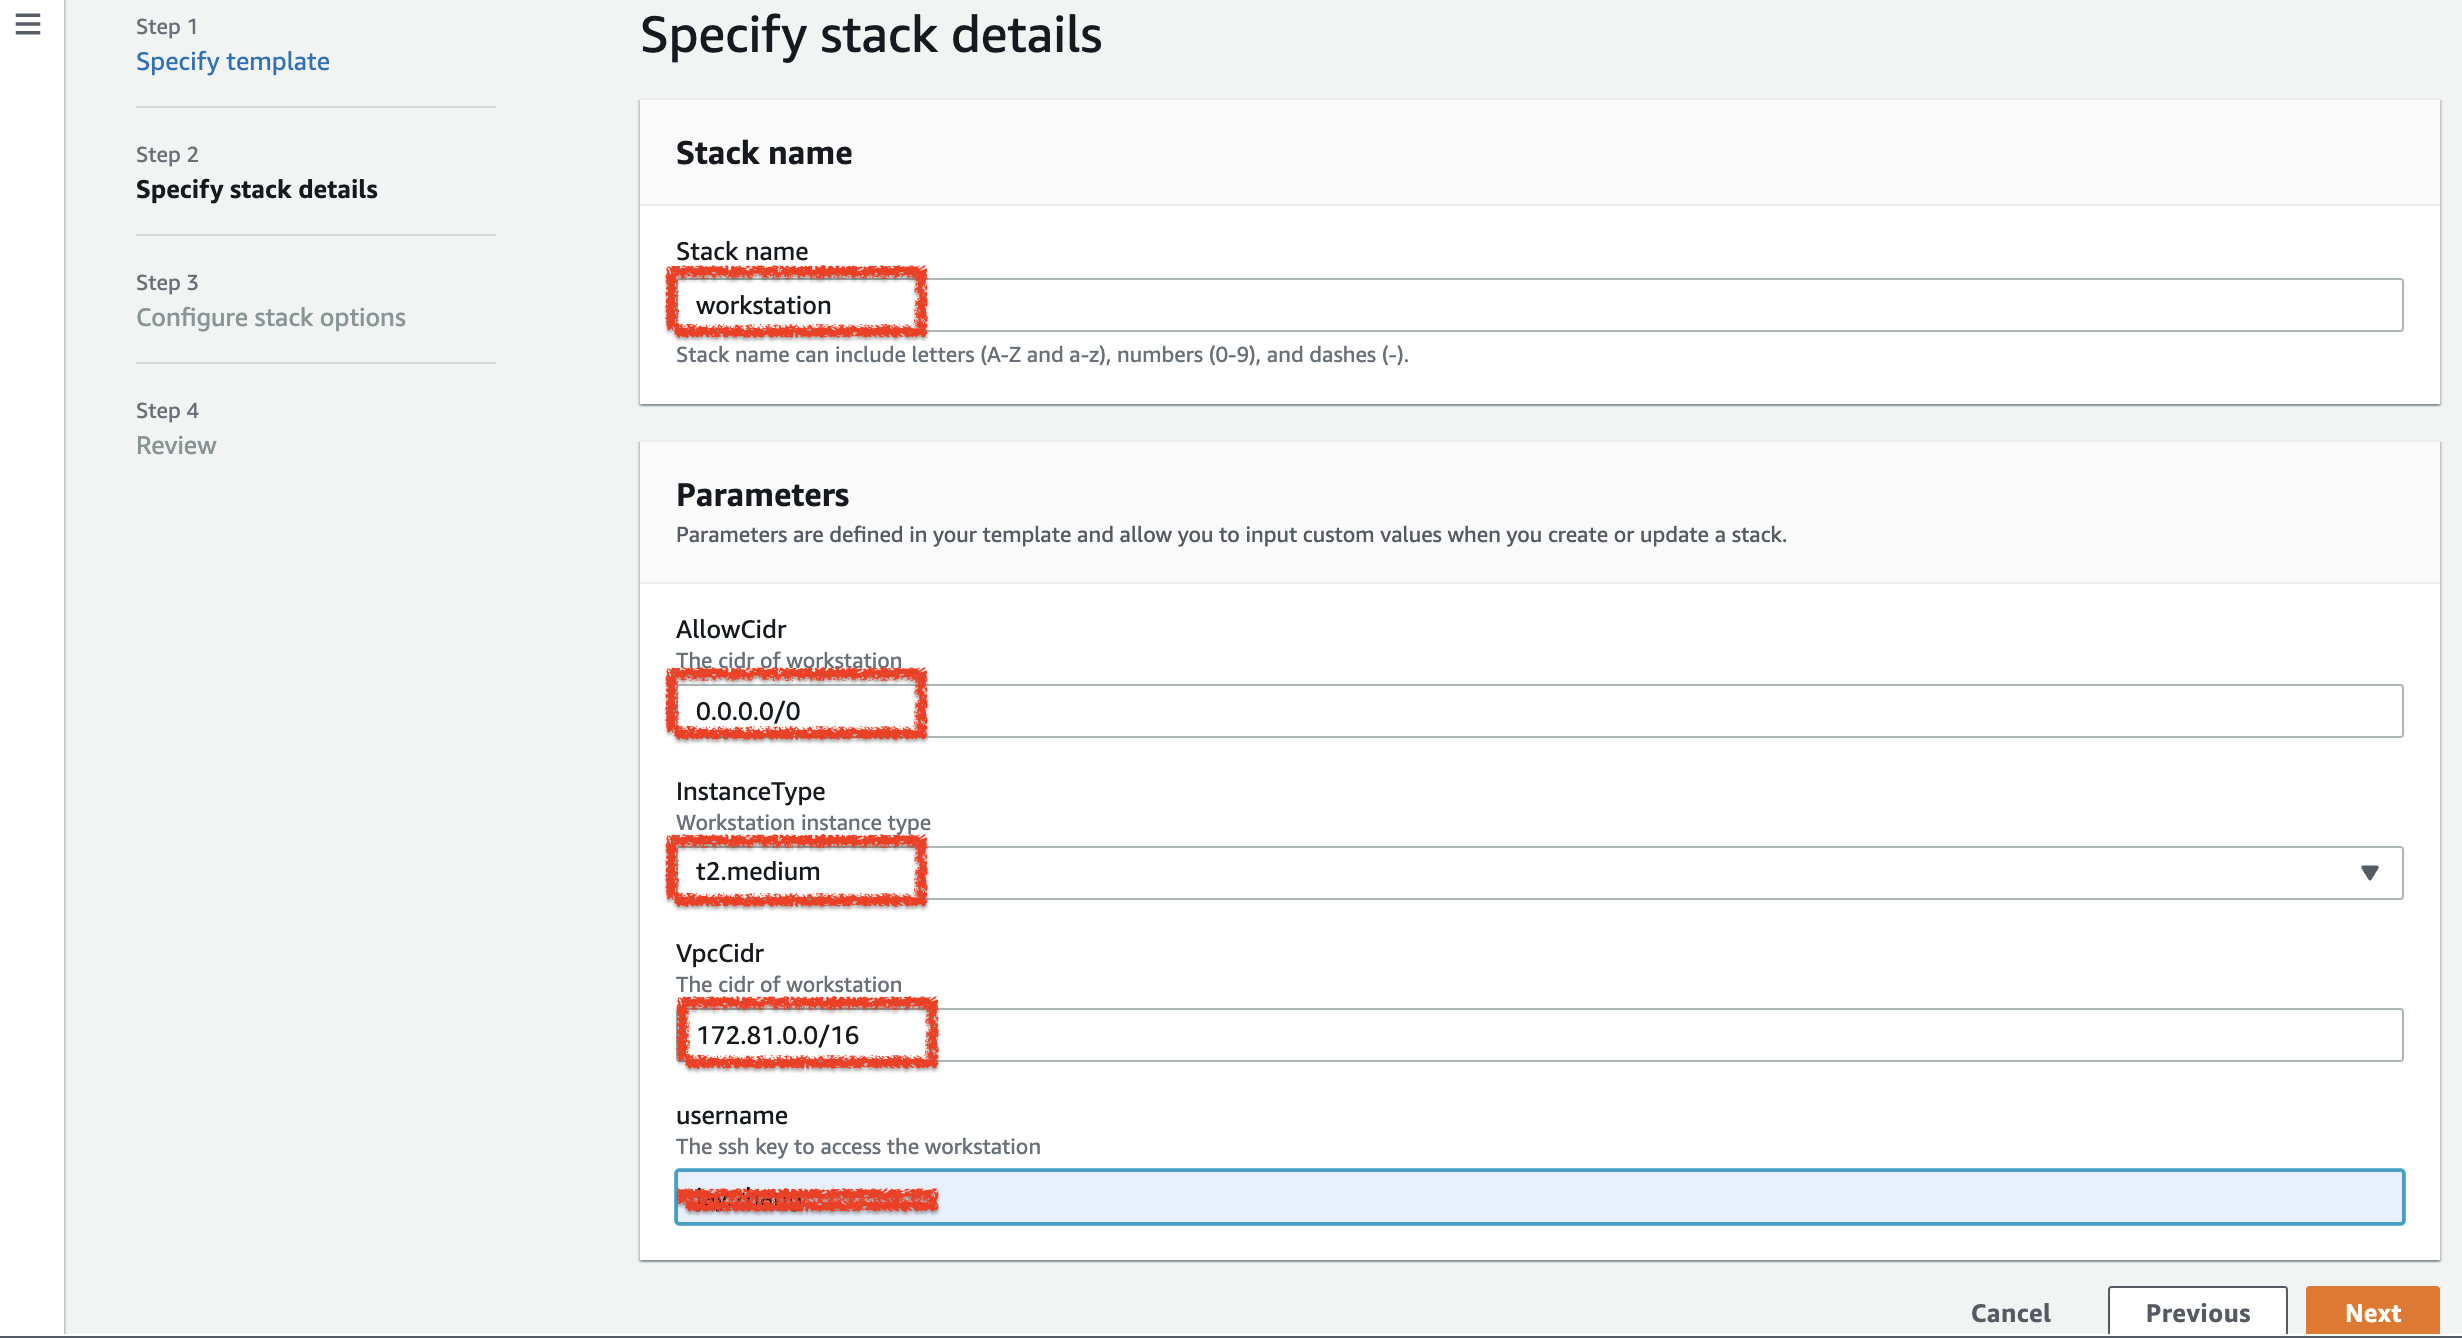 Step 1
Specify template
Step 2
Specify stack details
Step 3
Configure stack options
Step 4
Review
Specify stack details
Stack name
Stack name
workstation
Stack name can include letters (A-Z and a-z), numbers (0-9), and dashes (-).
Parameters
Parameters are defined in your template and allow you to input custom values when you create or update a stack.
AllowCidr
The cidr of workstation
0.0.0.0/0
InstanceType
Workstation instance type
t2.medium
VpcCidr
The cidr of workstation
172.81.0.0/16
username
The ssh key to access the workstation
Cancel
Previous
Next